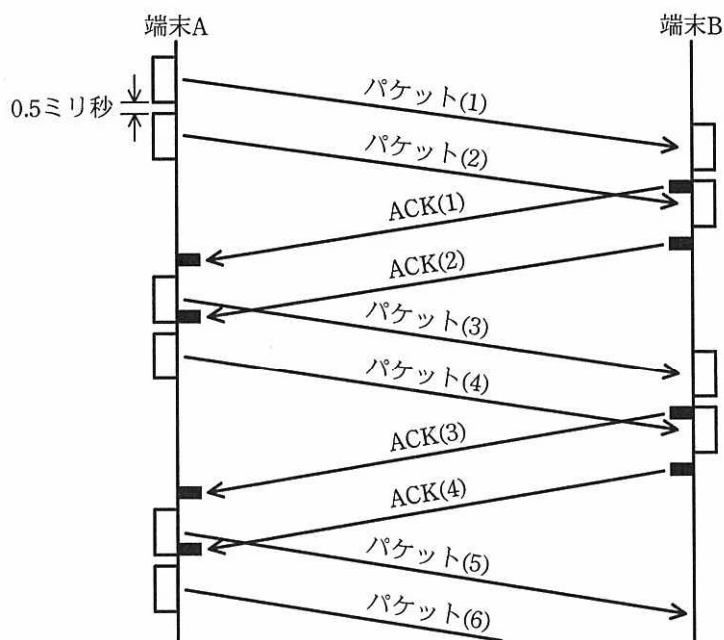 端末A
端末B
0.5ミリ秒
パケット(1)
パケット(2)
ACK(1)
ACK(2)
パケット(3)
パケット(4)
ACK(3)
ACK(4)
パケット(5)
パケット(6)